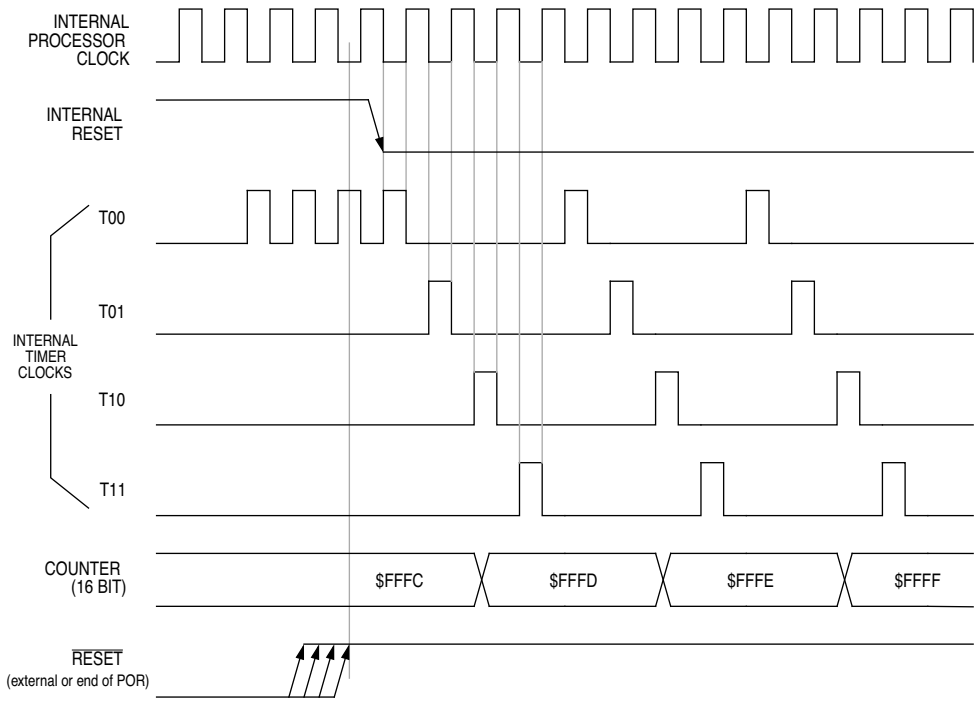 INTERNAL
PROCESSOR
CLOCK
INTERNAL
RESET
T00
T01
INTERNAL
TIMER
CLOCKS
T10
T11
COUNTER
(16 BIT)
$FFFC
$FFFD
$FFFE
$FFFF
RESET
(external or end of POR)